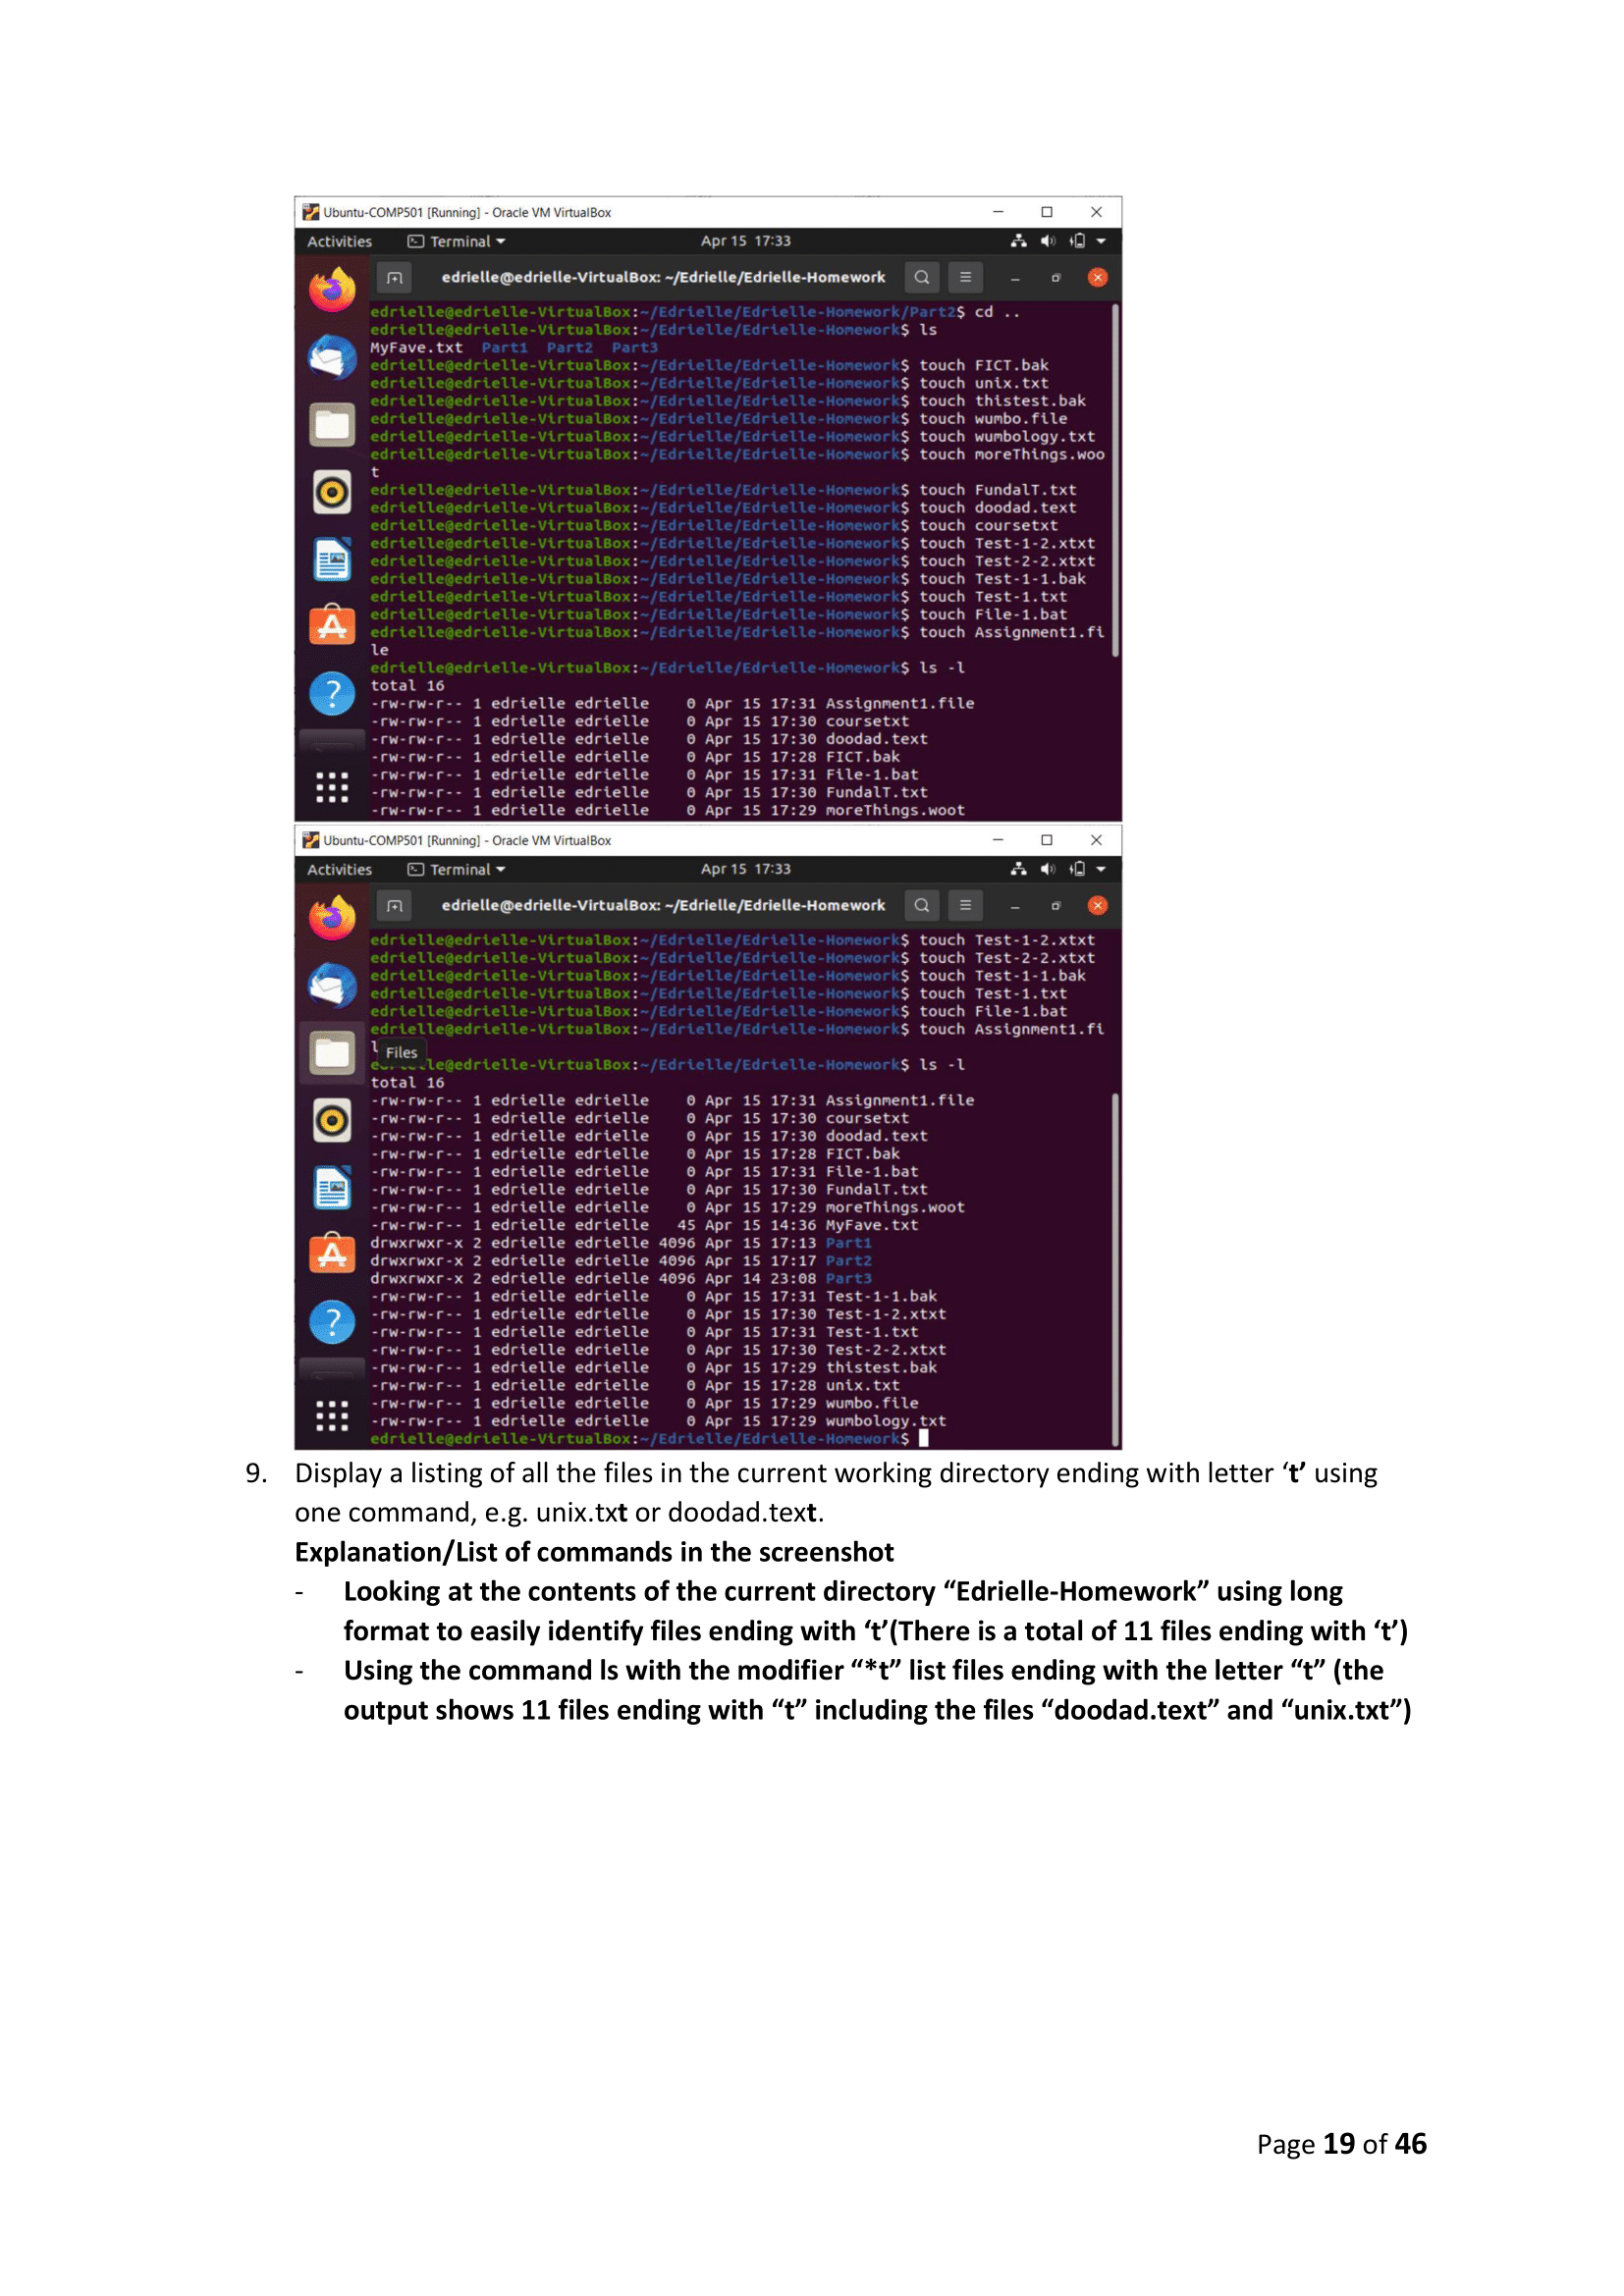 Ubuntu-COMP501 [Running] - Oracle VM VirtualBox
Activities Terminal Apr 15 17:33
edrielle@edrielle-VirtualBox: ~/Edrielle/Edrielle-Homework
edrielle@edrielle-VirtualBox:~/Edrielle/Edrielle-Homework/Part2$ cd ..
edrielle@edrielle-VirtualBox:~/Edrielle/Edrielle-Homework$ ls
MyFave.txt Part1 Part2 Part3
edrielle@edrielle-VirtualBox:~/Edrielle/Edrielle-Homework$ touch FICT.bak
edrielle@edrielle-VirtualBox:~/Edrielle/Edrielle-Homework$ touch unix.txt
edrielle@edrielle-VirtualBox:~/Edrielle/Edrielle-Homework$ touch thistest.bak
edrielle@edrielle-VirtualBox:~/Edrielle/Edrielle-Homework$ touch wumbo.file
edrielle@edrielle-VirtualBox:~/Edrielle/Edrielle-Homework$ touch wumbology.txt
edrielle@edrielle-VirtualBox:~/Edrielle/Edrielle-Homework$ touch moreThings.woo
t
edrielle@edrielle-VirtualBox:~/Edrielle/Edrielle-Homework$ touch FundalT.txt
edrielle@edrielle-VirtualBox:~/Edrielle/Edrielle-Homework$ touch doodad.text
edrielle@edrielle-VirtualBox:~/Edrielle/Edrielle-Homework$ touch coursetxt
edrielle@edrielle-VirtualBox:~/Edrielle/Edrielle-Homework$ touch Test-1-2.xtxt
edrielle@edrielle-VirtualBox:~/Edrielle/Edrielle-Homework$ touch Test-2-2.xtxt
edrielle@edrielle-VirtualBox:~/Edrielle/Edrielle-Homework$ touch Test-1-1.bak
edrielle@edrielle-VirtualBox:~/Edrielle/Edrielle-Homework$ touch Test-1.txt
edrielle@edrielle-VirtualBox:~/Edrielle/Edrielle-Homework$ touch File-1.bat
edrielle@edrielle-VirtualBox:~/Edrielle/Edrielle-Homework$ touch Assignment1.fi
le
edrielle@edrielle-VirtualBox:~/Edrielle/Edrielle-Homework$ ls -l
total 16
-rw-rw-r-- 1 edrielle edrielle 0 Apr 15 17:31 Assignment1.file
-rw-rw-r-- 1 edrielle edrielle 0 Apr 15 17:30 coursetxt
-rw-rw-r-- 1 edrielle edrielle 0 Apr 15 17:30 doodad.text
-rw-rw-r-- 1 edrielle edrielle 0 Apr 15 17:28 FICT.bak
-rw-rw-r-- 1 edrielle edrielle 0 Apr 15 17:31 File-1.bat
-rw-rw-r-- 1 edrielle edrielle 0 Apr 15 17:30 FundalT.txt
-rw-rw-r-- 1 edrielle edrielle 0 Apr 15 17:29 moreThings.woot
Ubuntu-COMP501 [Running] - Oracle VM VirtualBox
Activities Terminal Apr 15 17:33
edrielle@edrielle-VirtualBox: ~/Edrielle/Edrielle-Homework
edrielle@edrielle-VirtualBox:~/Edrielle/Edrielle-Homework$ touch Test-1-2.xtxt
edrielle@edrielle-VirtualBox:~/Edrielle/Edrielle-Homework$ touch Test-2-2.xtxt
edrielle@edrielle-VirtualBox:~/Edrielle/Edrielle-Homework$ touch Test-1-1.bak
edrielle@edrielle-VirtualBox:~/Edrielle/Edrielle-Homework$ touch Test-1.txt
edrielle@edrielle-VirtualBox:~/Edrielle/Edrielle-Homework$ touch File-1.bat
edrielle@edrielle-VirtualBox:~/Edrielle/Edrielle-Homework$ touch Assignment1.fi
l Files
edrielle@edrielle-VirtualBox:~/Edrielle/Edrielle-Homework$ ls -l
total 16
-rw-rw-r-- 1 edrielle edrielle 0 Apr 15 17:31 Assignment1.file
-rw-rw-r-- 1 edrielle edrielle 0 Apr 15 17:30 coursetxt
-rw-rw-r-- 1 edrielle edrielle 0 Apr 15 17:30 doodad.text
-rw-rw-r-- 1 edrielle edrielle 0 Apr 15 17:28 FICT.bak
-rw-rw-r-- 1 edrielle edrielle 0 Apr 15 17:31 File-1.bat
-rw-rw-r-- 1 edrielle edrielle 0 Apr 15 17:30 FundalT.txt
-rw-rw-r-- 1 edrielle edrielle 0 Apr 15 17:29 moreThings.woot
-rw-rw-r-- 1 edrielle edrielle 45 Apr 15 14:36 MyFave.txt
drwxrwxr-x 2 edrielle edrielle 4096 Apr 15 17:13 Part1
drwxrwxr-x 2 edrielle edrielle 4096 Apr 15 17:17 Part2
drwxrwxr-x 2 edrielle edrielle 4096 Apr 14 23:08 Part3
-rw-rw-r-- 1 edrielle edrielle 0 Apr 15 17:31 Test-1-1.bak
-rw-rw-r-- 1 edrielle edrielle 0 Apr 15 17:30 Test-1-2.xtxt
-rw-rw-r-- 1 edrielle edrielle 0 Apr 15 17:31 Test-1.txt
-rw-rw-r-- 1 edrielle edrielle 0 Apr 15 17:30 Test-2-2.xtxt
-rw-rw-r-- 1 edrielle edrielle 0 Apr 15 17:29 thistest.bak
-rw-rw-r-- 1 edrielle edrielle 0 Apr 15 17:28 unix.txt
-rw-rw-r-- 1 edrielle edrielle 0 Apr 15 17:29 wumbo.file
-rw-rw-r-- 1 edrielle edrielle 0 Apr 15 17:29 wumbology.txt
edrielle@edrielle-VirtualBox:~/Edrielle/Edrielle-Homework$
9. Display a listing of all the files in the current working directory ending with letter ‘t’ using
one command, e.g. unix.txt or doodad.text.
Explanation/List of commands in the screenshot
- Looking at the contents of the current directory “Edrielle-Homework” using long
format to easily identify files ending with ‘t’(There is a total of 11 files ending with ‘t’)
- Using the command ls with the modifier “*t” list files ending with the letter “t” (the
output shows 11 files ending with “t” including the files “doodad.text” and “unix.txt”)
Page 19 of 46